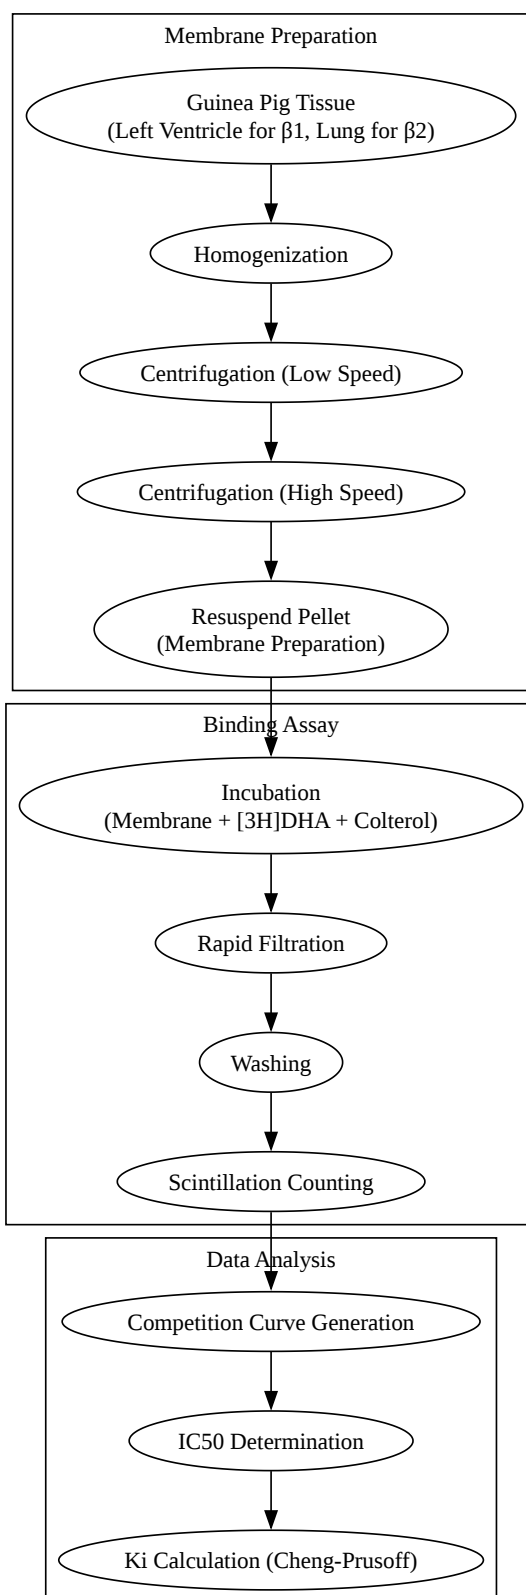 Membrane Preparation
Guinea Pig Tissue
(Left Ventricle for β1, Lung for β2)
Homogenization
Centrifugation (Low Speed)
Centrifugation (High Speed)
Resuspend Pellet
(Membrane Preparation)
Binding Assay
Incubation
(Membrane + [3H]DHA + Colterol)
Rapid Filtration
Washing
Scintillation Counting
Data Analysis
Competition Curve Generation
IC50 Determination
Ki Calculation (Cheng-Prusoff)